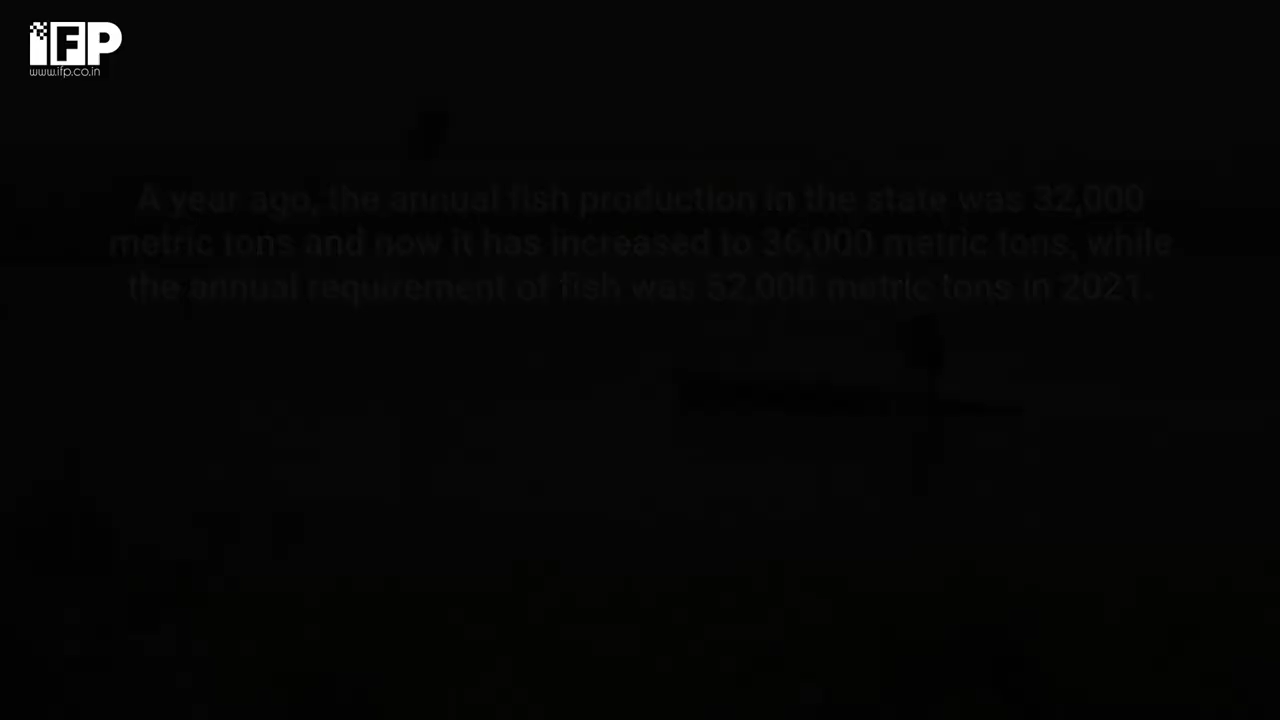 iFP
www.ifp.co.in
A year ago, the annual fish production in the state was 32,000
metric tons and now it has increased to 36,000 metric tons, while
the annual requirement of fish was 52,000 metric tons in 2021.